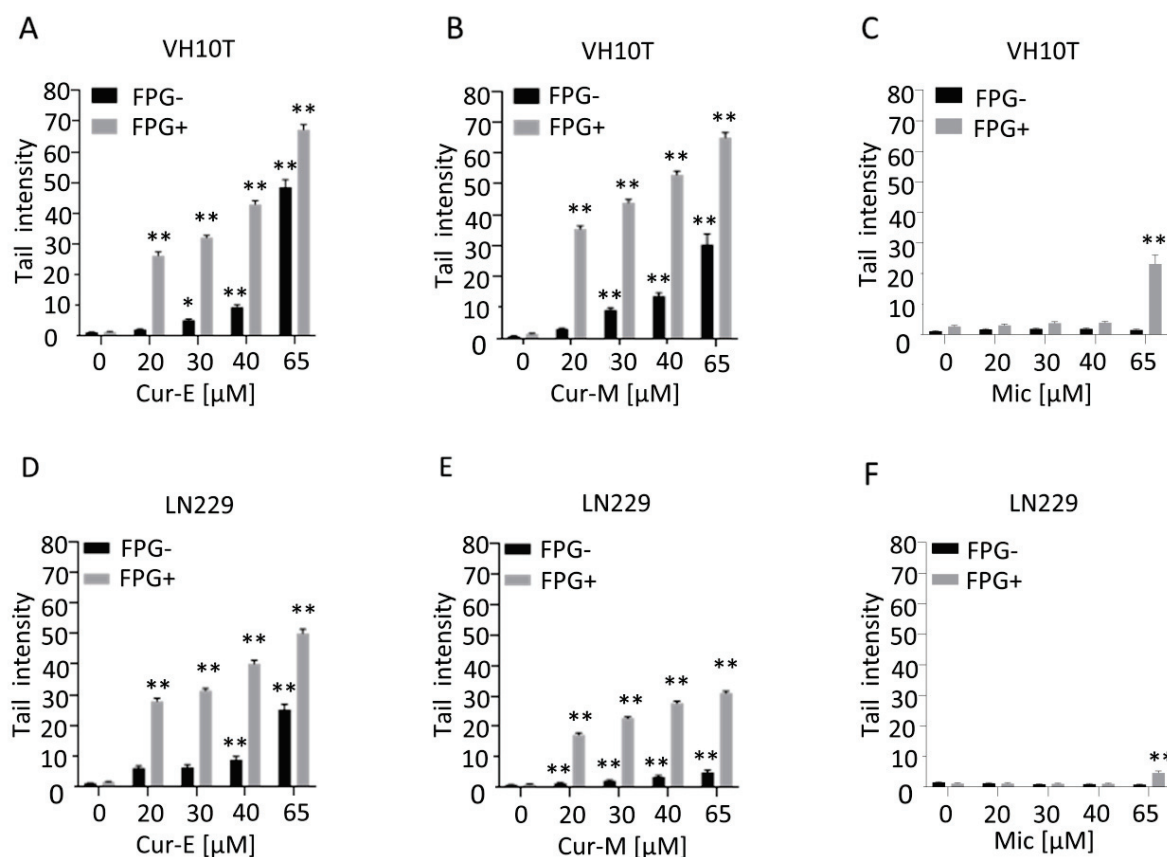 A
VH10T
FPG-
FPG+
Tail intensity
80
70
60
50
40
30
20
10
0
**
*
**
**
**
**
**
0 20 30 40 65
Cur-E [µM]
B
VH10T
FPG-
FPG+
Tail intensity
80
70
60
50
40
30
20
10
0
**
**
**
**
**
**
**
0 20 30 40 65
Cur-M [µM]
C
VH10T
FPG-
FPG+
Tail intensity
80
70
60
50
40
30
20
10
0
**
0 20 30 40 65
Mic [µM]
D
LN229
FPG-
FPG+
Tail intensity
80
70
60
50
40
30
20
10
0
**
**
**
**
**
**
0 20 30 40 65
Cur-E [µM]
E
LN229
FPG-
FPG+
Tail intensity
80
70
60
50
40
30
20
10
0
**
**
**
**
**
**
**
**
0 20 30 40 65
Cur-M [µM]
F
LN229
FPG-
FPG+
Tail intensity
80
70
60
50
40
30
20
10
0
**
0 20 30 40 65
Mic [µM]